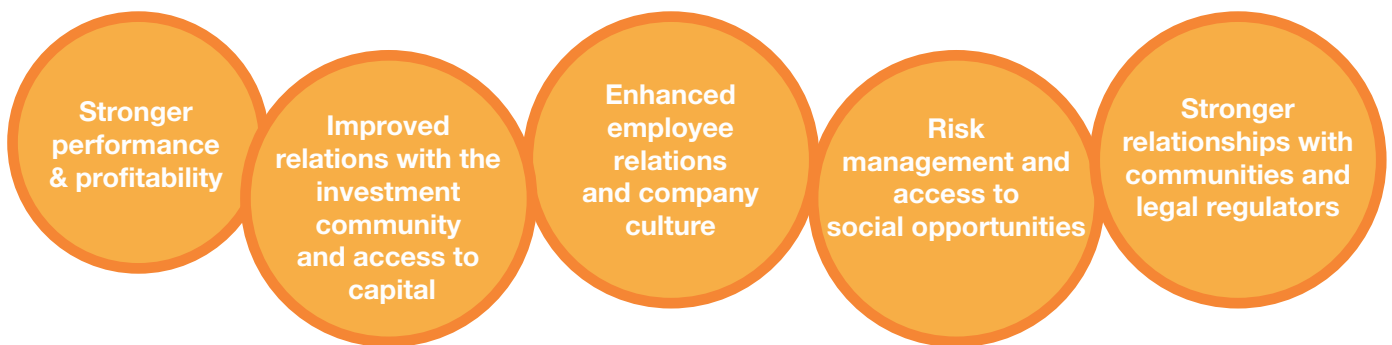 Stronger
performance
& profitability
Improved
relations with the
investment
community
and access to
capital
Enhanced
employee
relations
and company
culture
Risk
management and
access to
social opportunities
Stronger
relationships with
communities and
legal regulators